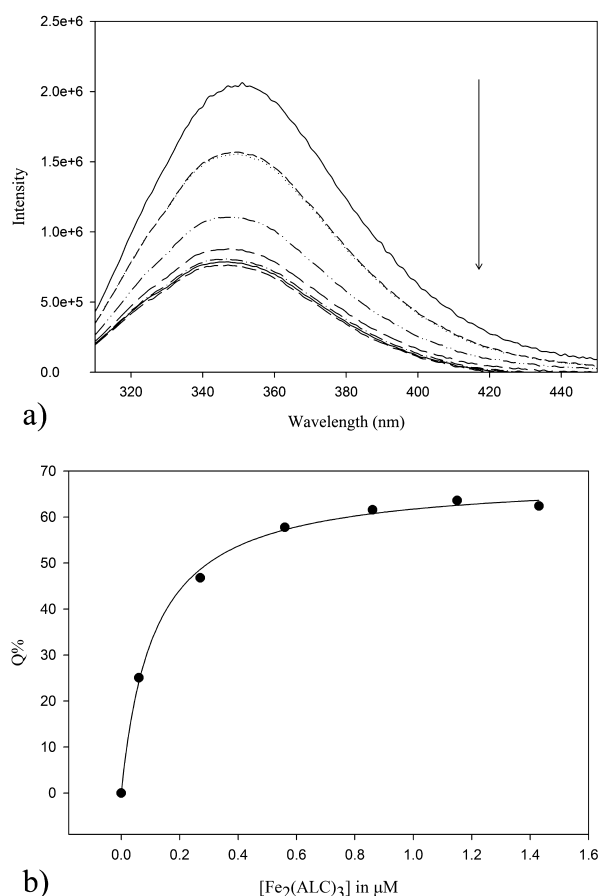 2.5e+6
2.0e+6
1.5e+6
1.0e+6
5.0e+5
0.0
Intensity
320 340 360 380 400 420 440
Wavelength (nm)
a)
70
60
50
40
30
20
10
0
Q%
0.0 0.2 0.4 0.6 0.8 1.0 1.2 1.4 1.6
[Fe2(ALC)3] in μM
b)